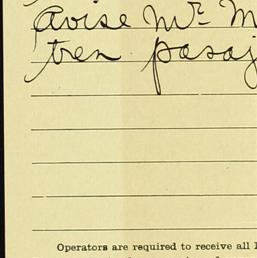 Avise Mr. M
tren pasaj
Operators are required to receive all